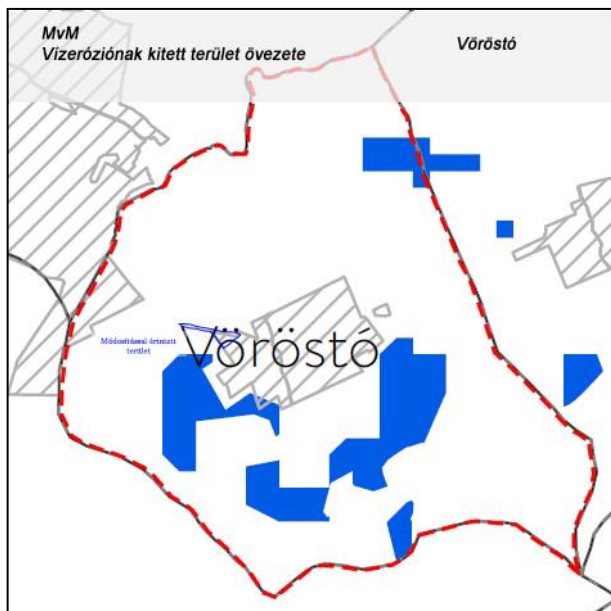 MvM
Vízeróziónak kitett terület övezete
Vöröstó
Módosítással érintett
terület
Vöröstó